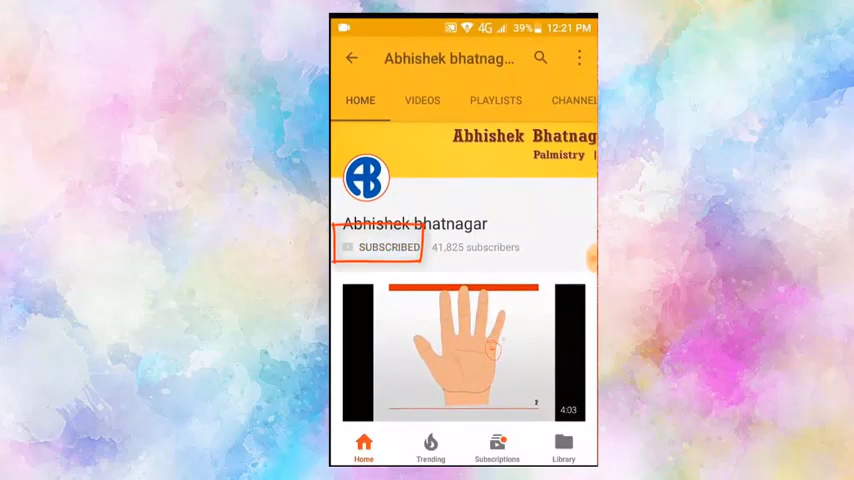 4G 39% 12:21 PM
Abhishek bhatnag...
HOME VIDEOS PLAYLISTS CHANNEL
Abhishek Bhatnag
Palmistry |
AB
Abhishek bhatnagar
SUBSCRIBED 41,825 subscribers
4:03
Home Trending Subscriptions Library